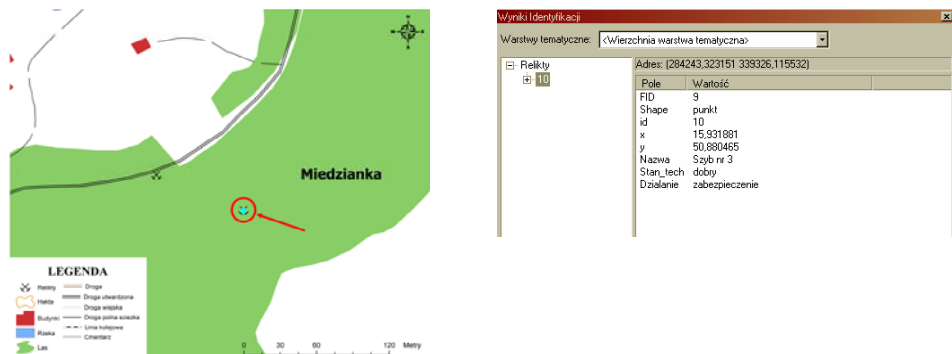 Miedzianka
LEGENDA
Relikty
Hałda
Budynki
Rzeka
Las
Droga
Droga utwardzona
Droga wiejska
Droga polna scieżka
Linia kolejowa
Cmentarz
0 30 60 120 Metry
Wyniki Identyfikacji
Warstwy tematyczne: <Wierzchnia warstwa tematyczna>
Relikty
10
Adres: (284243,323151 339326,115532)
Pole Wartość
FID 9
Shape punkt
id 10
x 15,931881
y 50,880465
Nazwa Szyb nr 3
Stan_tech dobry
Dzialanie zabezpieczenie